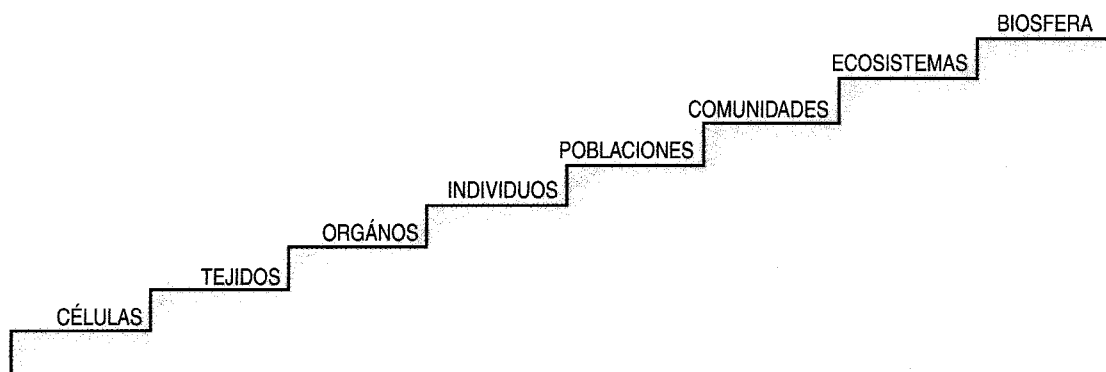 BIOSFERA
ECOSISTEMAS
COMUNIDADES
POBLACIONES
INDIVIDUOS
ORGÁNOS
TEJIDOS
CÉLULAS